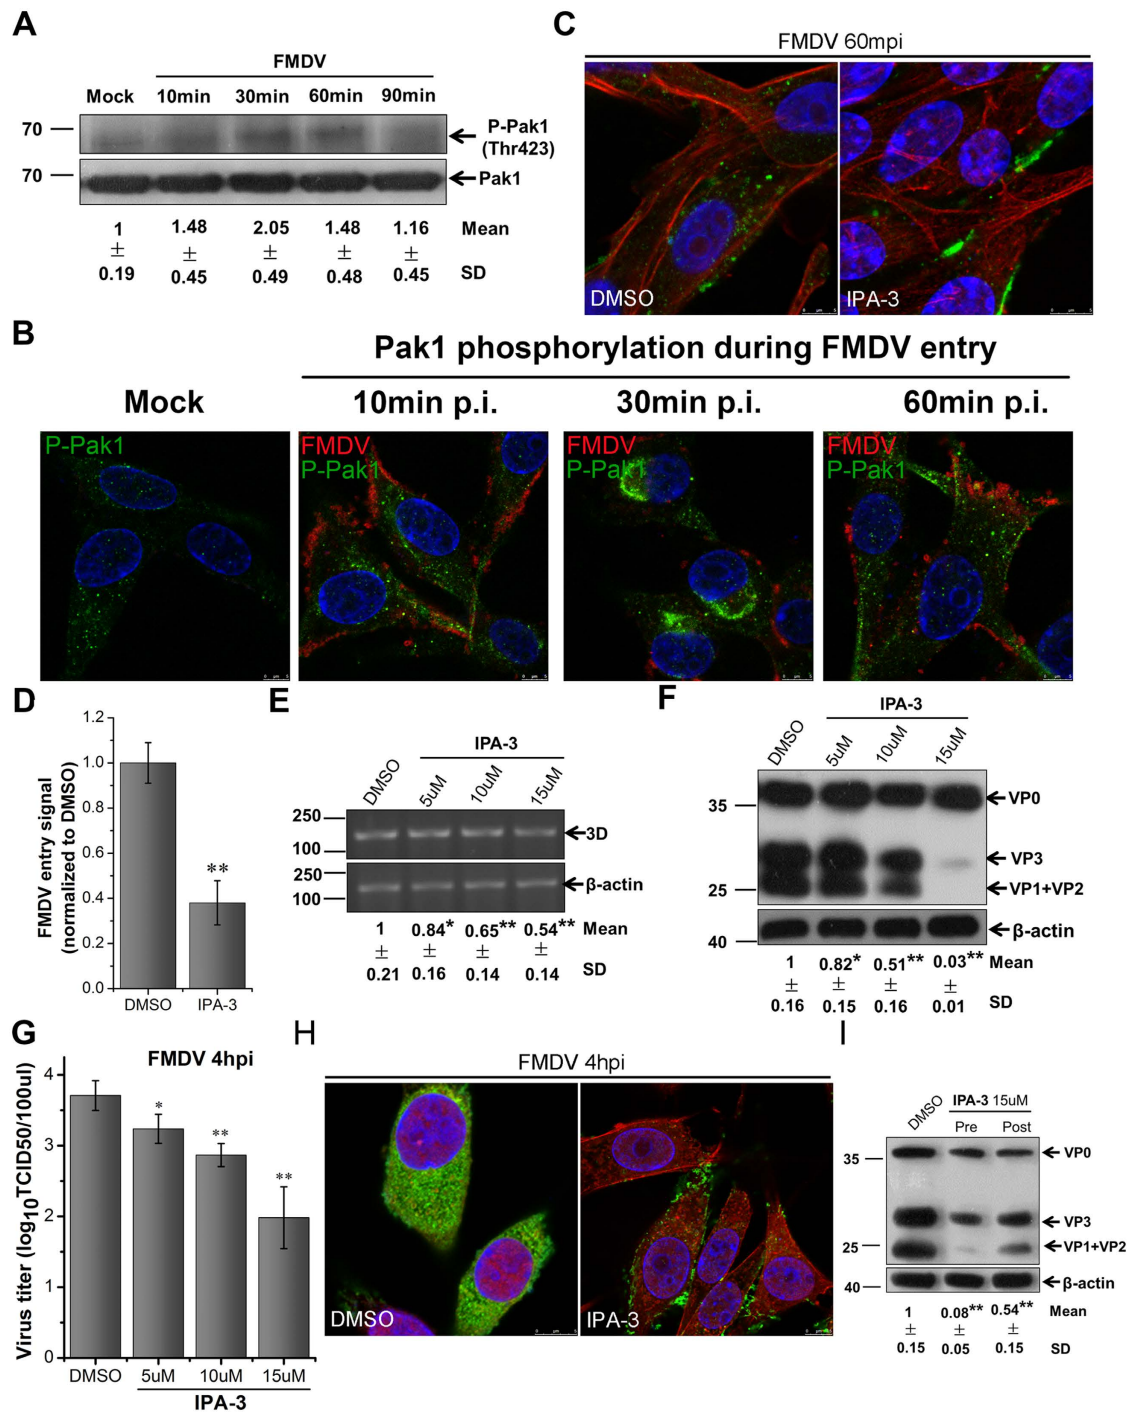 A
FMDV
Mock 10min 30min 60min 90min
70
P-Pak1
(Thr423)
70
Pak1
1 1.48 2.05 1.48 1.16 Mean
± ± ± ± ±
0.19 0.45 0.49 0.48 0.45 SD
C
FMDV 60mpi
DMSO
IPA-3
B
Pak1 phosphorylation during FMDV entry
Mock 10min p.i. 30min p.i. 60min p.i.
P-Pak1
FMDV
P-Pak1
FMDV
P-Pak1
FMDV
P-Pak1
D
FMDV entry signal
(normalized to DMSO)
1.2
1.0
0.8
0.6
0.4
0.2
0.0
**
DMSO IPA-3
E
IPA-3
DMSO 5uM 10uM 15uM
250
100
3D
250
100
β-actin
1 0.84* 0.65** 0.54** Mean
± ± ± ±
0.21 0.16 0.14 0.14 SD
F
IPA-3
DMSO 5uM 10uM 15uM
35
VP0
VP3
25
VP1+VP2
40
β-actin
1 0.82* 0.51** 0.03** Mean
± ± ± ±
0.16 0.15 0.16 0.01 SD
G
FMDV 4hpi
Virus titer (log10TCID50/100ul)
4
3
2
1
0
*
**
**
DMSO 5uM 10uM 15uM
IPA-3
H
FMDV 4hpi
DMSO
IPA-3
I
DMSO
IPA-3 15uM
Pre Post
35
VP0
VP3
25
VP1+VP2
40
β-actin
1 0.08** 0.54** Mean
± ± ±
0.15 0.05 0.15 SD